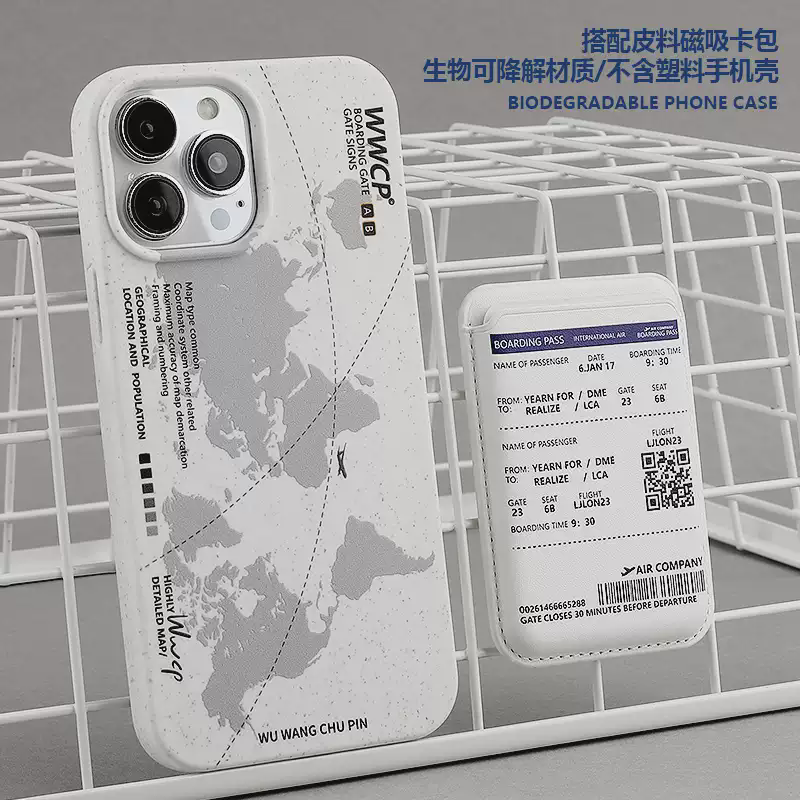 搭配皮料磁吸卡包
生物可降解材质/不含塑料手机壳
BIODEGRADABLE PHONE CASE
WWCP®
BOARDING GATE
GATE SIGNS
A B
Map type common
Coordinate system other related
Maximum accuracy of map demarcation
Framing and numbering
GEOGRAPHICAL
LOCATION AND POPULATION
HIGHLY
DETAILED MAP/
Wwcp
WU WANG CHU PIN
BOARDING PASS INTERNATIONAL AIR AIR COMPANY
BOARDING PASS
NAME OF PASSENGER DATE BOARDING TIME
6.JAN 17 9: 30
FROM: YEARN FOR / DME GATE SEAT
TO: REALIZE / LCA 23 6B
NAME OF PASSENGER FLIGHT
LJLON23
FROM: YEARN FOR / DME
TO: REALIZE / LCA
GATE SEAT FLIGHT
23 6B LJLON23
BOARDING TIME 9: 30
AIR COMPANY
00261466665288
GATE CLOSES 30 MINUTES BEFORE DEPARTURE